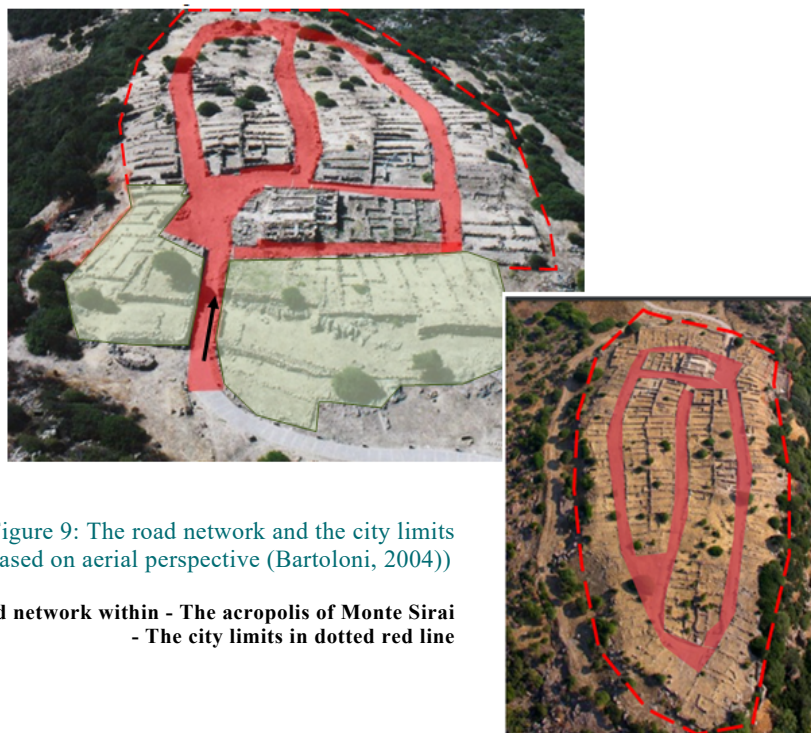 igure 9: The road network and the city limits
ased on aerial perspective (Bartoloni, 2004))
d network within - The acropolis of Monte Sirai
- The city limits in dotted red line